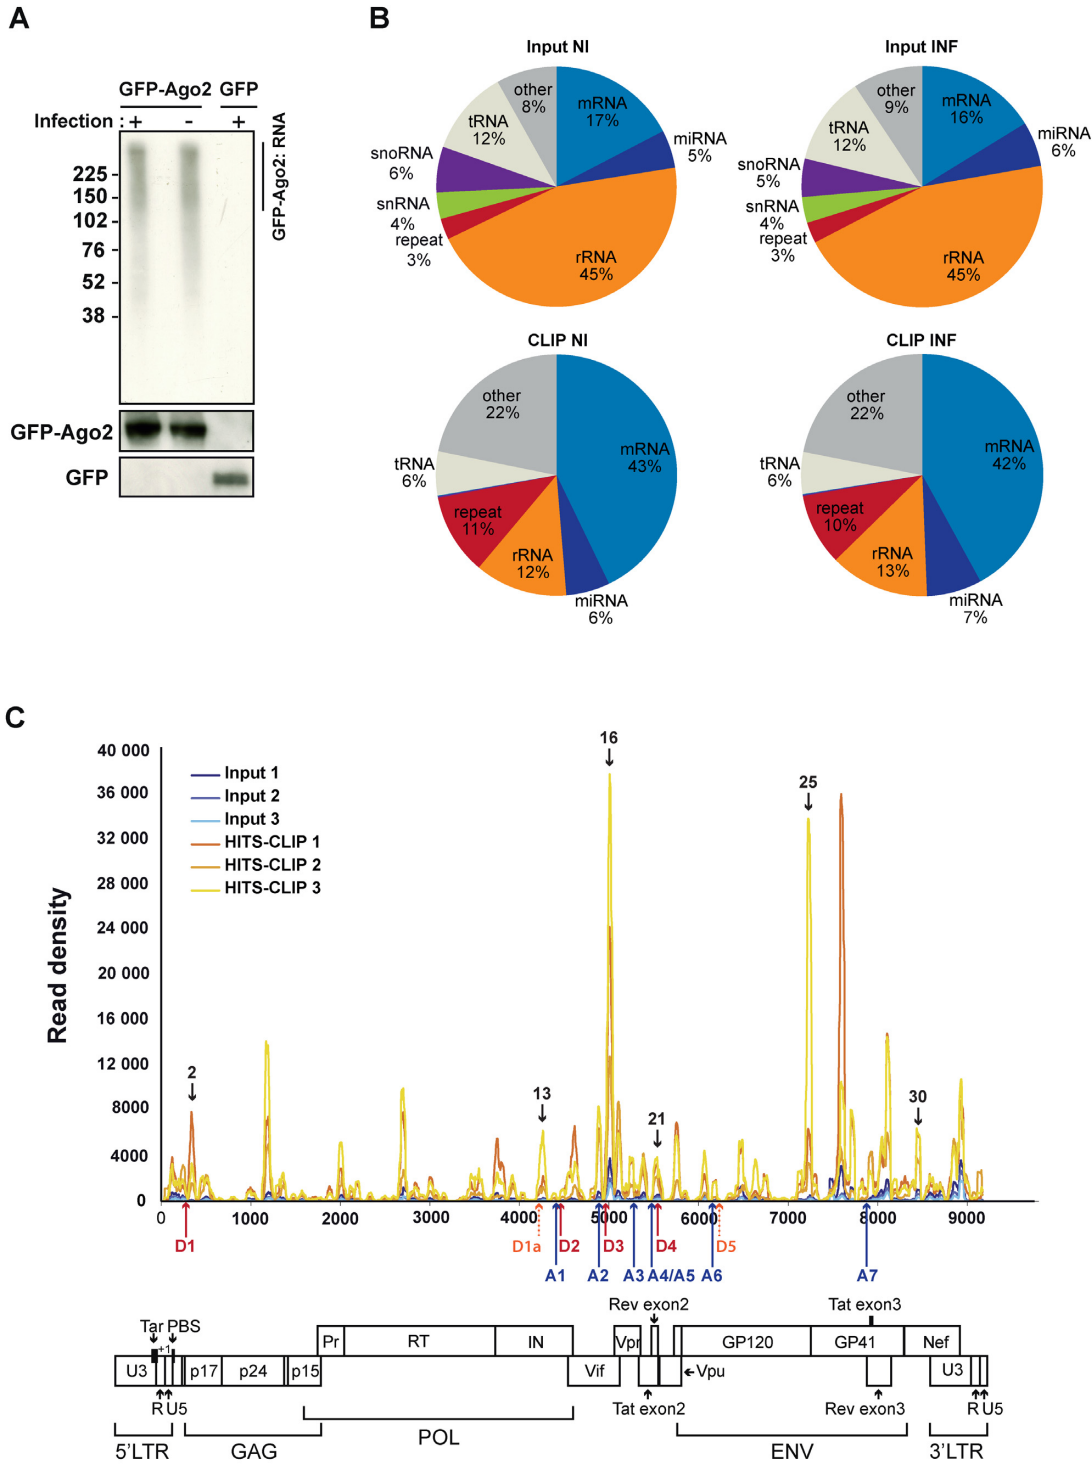 A
GFP-Ago2 GFP
Infection : + - +
225 -
150 -
102 -
76 -
52 -
38 -
GFP-Ago2: RNA
GFP-Ago2
GFP
B
Input NI
other
8%
mRNA
17%
miRNA
5%
rRNA
45%
repeat
3%
snRNA
4%
snoRNA
6%
tRNA
12%
Input INF
other
9%
mRNA
16%
miRNA
6%
rRNA
45%
repeat
3%
snRNA
4%
snoRNA
5%
tRNA
12%
CLIP NI
other
22%
mRNA
43%
miRNA
6%
rRNA
12%
repeat
11%
tRNA
6%
CLIP INF
other
22%
mRNA
42%
miRNA
7%
rRNA
13%
repeat
10%
tRNA
6%
C
Read density
40 000
36 000
32 000
28 000
24 000
20 000
16 000
12 000
8000
4000
0
Input 1
Input 2
Input 3
HITS-CLIP 1
HITS-CLIP 2
HITS-CLIP 3
2
13
16
21
25
30
0 1000 2000 3000 4000 5000 6000 7000 8000 9000
D1 D1a D2 D3 D4 D5
A1 A2 A3 A4/A5 A6 A7
Rev exon2 Tat exon3
Tar PBS
+1
Pr RT IN Vpr GP120 GP41 Nef
U3 p17 p24 p15 Vif Vpu U3
R U5 Tat exon2 Rev exon3 R U5
5'LTR GAG POL ENV 3'LTR